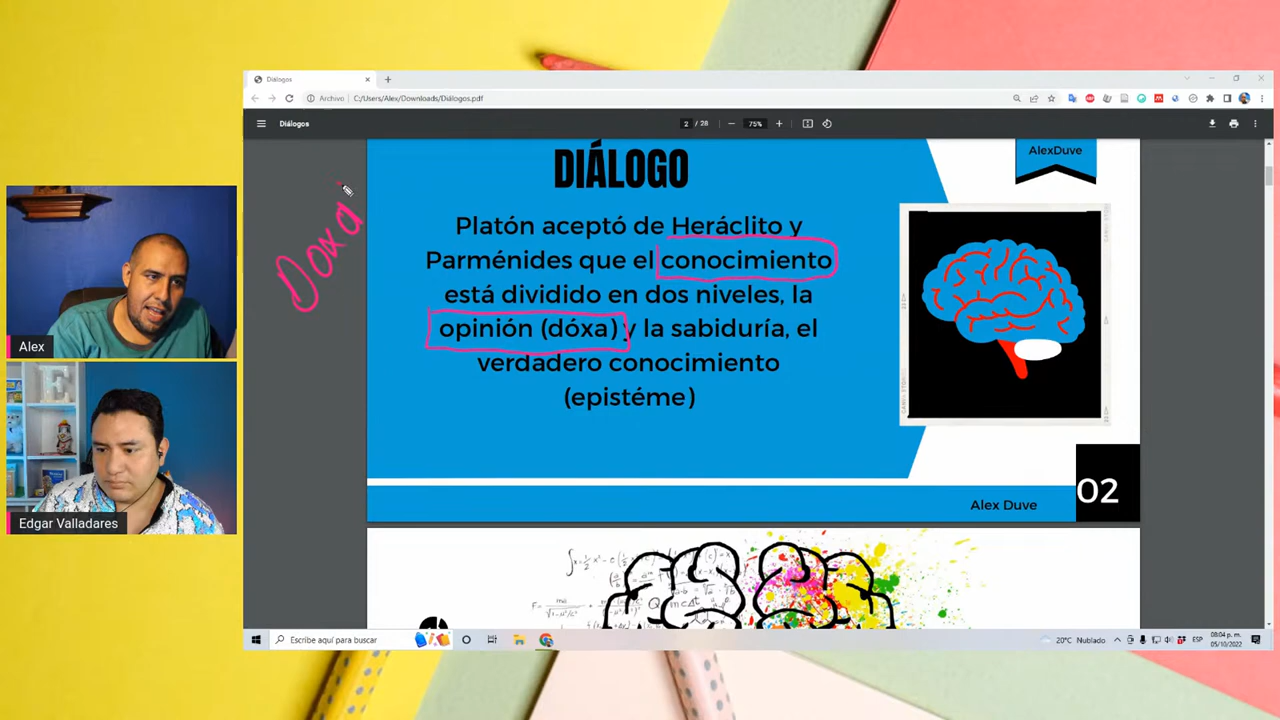 Diálogos
Archivo
C:/Users/Alex/Downloads/Diálogos.pdf
Diálogos
2 / 28
75%
DIÁLOGO
AlexDuve
Platón aceptó de Heráclito y
Parménides que el conocimiento
está dividido en dos niveles, la
opinión (dóxa) y la sabiduría, el
verdadero conocimiento
(epistéme)
Doxa
02
Alex Duve
Alex
Edgar Valladares
Escribe aquí para buscar
20°C Nublado
ESP
08:04 p. m.
05/10/2022